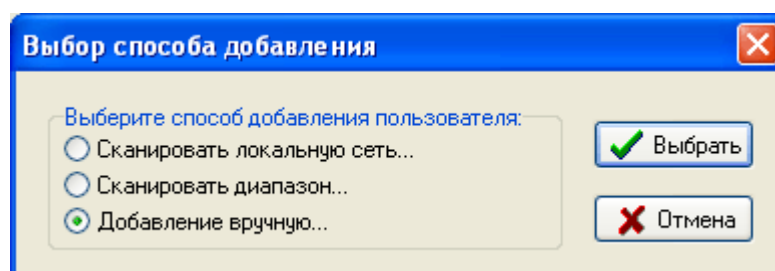 Выбор способа добавления
Выберите способ добавления пользователя:
Сканировать локальную сеть...
Сканировать диапазон...
Добавление вручную...
Выбрать
Отмена